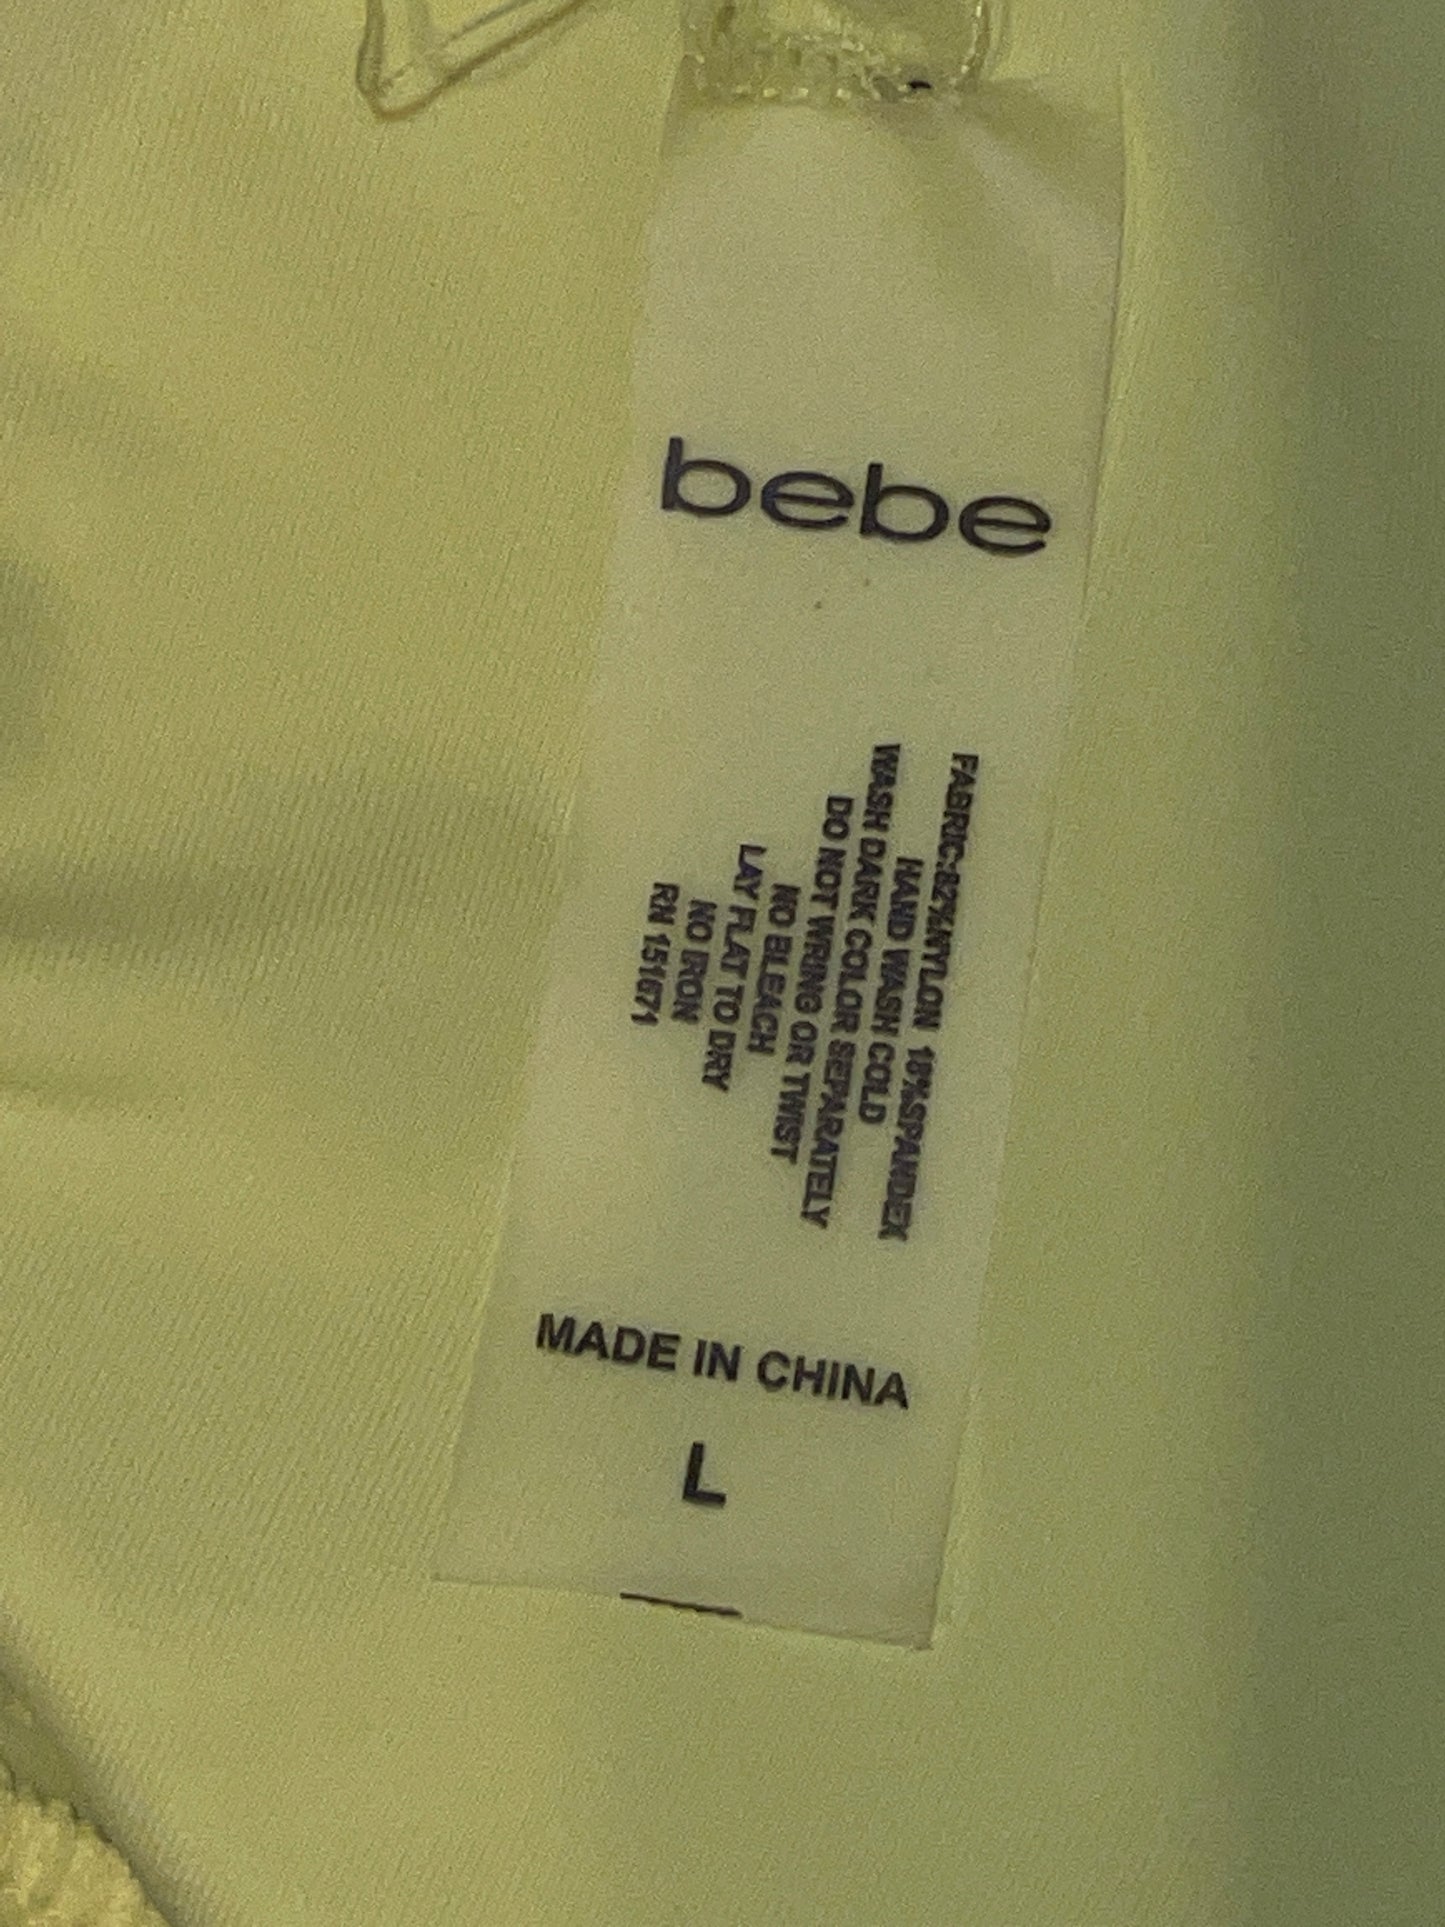 bebe
FABRIC:82%NYLON 18%SPANDEX
HAND WASH COLD
WASH DARK COLOR SEPARATELY
DO NOT WRING OR TWIST
NO BLEACH
LAY FLAT TO DRY
NO IRON
RN 151671
MADE IN CHINA
L